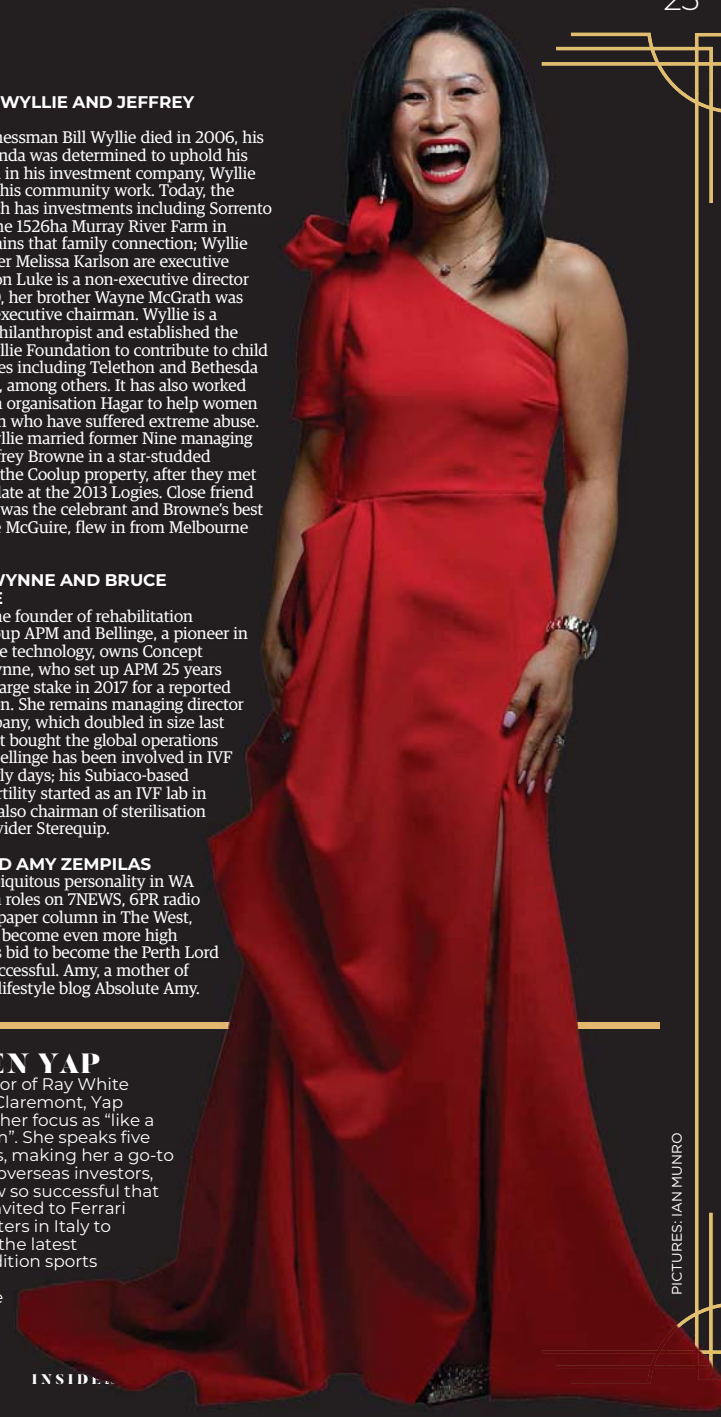 WYLLIE AND JEFFREY
nessman Bill Wyllie died in 2006, his
nda was determined to uphold his
in his investment company, Wyllie
his community work. Today, the
h has investments including Sorrento
ne 1526ha Murray River Farm in
ains that family connection; Wyllie
er Melissa Karlson are executive
on Luke is a non-executive director
, her brother Wayne McGrath was
executive chairman. Wyllie is a
hilanthropist and established the
llie Foundation to contribute to child
es including Telethon and Bethesda
, among others. It has also worked
n organisation Hagar to help women
n who have suffered extreme abuse.
yllie married former Nine managing
frey Browne in a star-studded
the Coolup property, after they met
late at the 2013 Logies. Close friend
was the celebrant and Browne's best
e McGuire, flew in from Melbourne
WYNNE AND BRUCE
E
he founder of rehabilitation
oup APM and Bellinge, a pioneer in
e technology, owns Concept
ynne, who set up APM 25 years
arge stake in 2017 for a reported
n. She remains managing director
pany, which doubled in size last
t bought the global operations
ellinge has been involved in IVF
rly days; his Subiaco-based
rtility started as an IVF lab in
also chairman of sterilisation
vider Sterequip.
D AMY ZEMPILAS
iquitous personality in WA
n roles on 7NEWS, 6PR radio
paper column in The West,
become even more high
s bid to become the Perth Lord
ccessful. Amy, a mother of
lifestyle blog Absolute Amy.
EN YAP
or of Ray White
Claremont, Yap
her focus as “like a
n”. She speaks five
s, making her a go-to
overseas investors,
w so successful that
nvited to Ferrari
ters in Italy to
the latest
dition sports
e
PICTURES: IAN MUNRO